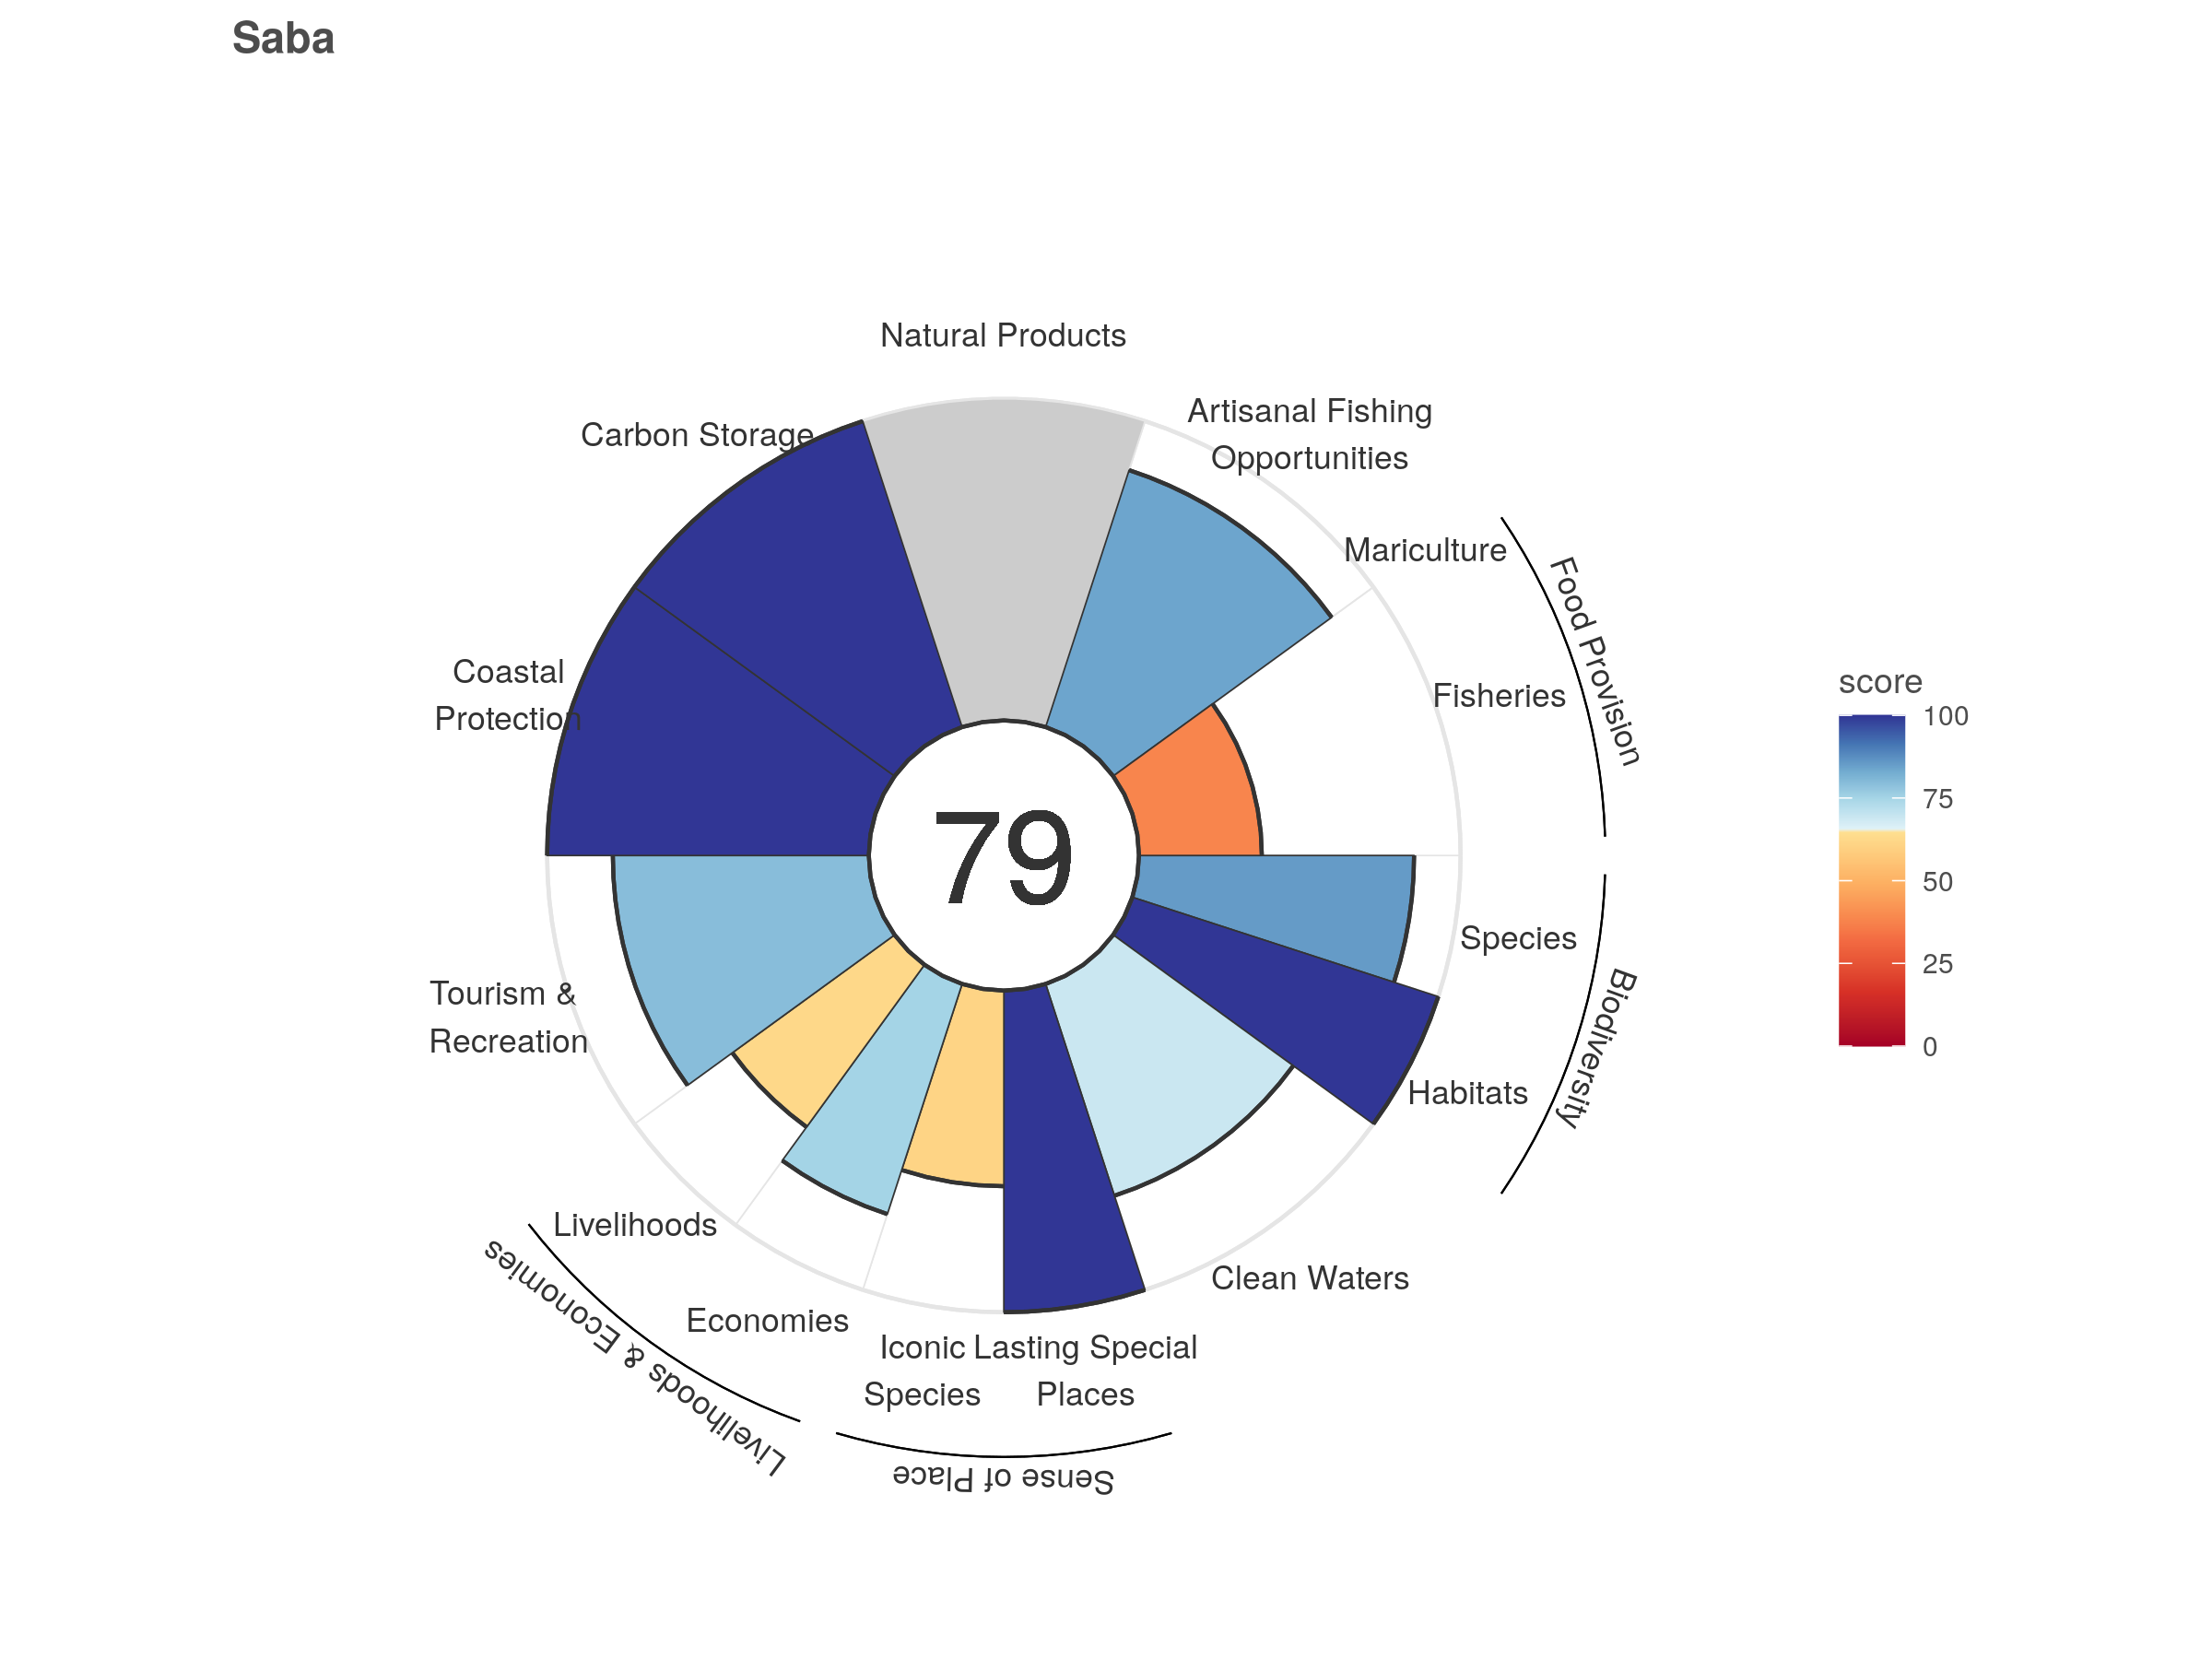 Saba
Natural Products
Artisanal Fishing
Opportunities
Carbon Storage
Mariculture
Food Provision
Fisheries
Coastal
Protection
score
100
75
50
25
0
79
Species
Biodiversity
Tourism &
Recreation
Habitats
Livelihoods
Clean Waters
Economies
Livelihoods & Economies
Iconic
Species
Lasting Special
Places
Sense of Place